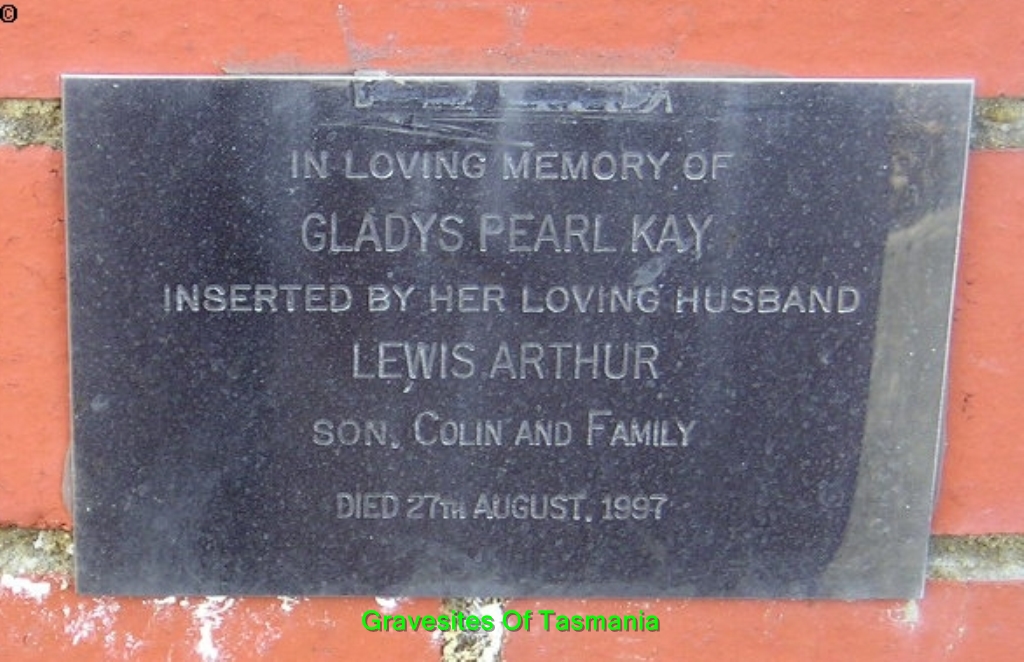 ©
IN LOVING MEMORY OF
GLADYS PEARL KAY
INSERTED BY HER LOVING HUSBAND
LEWIS ARTHUR
SON, COLIN AND FAMILY
DIED 27TH AUGUST, 1997
Gravesites Of Tasmania